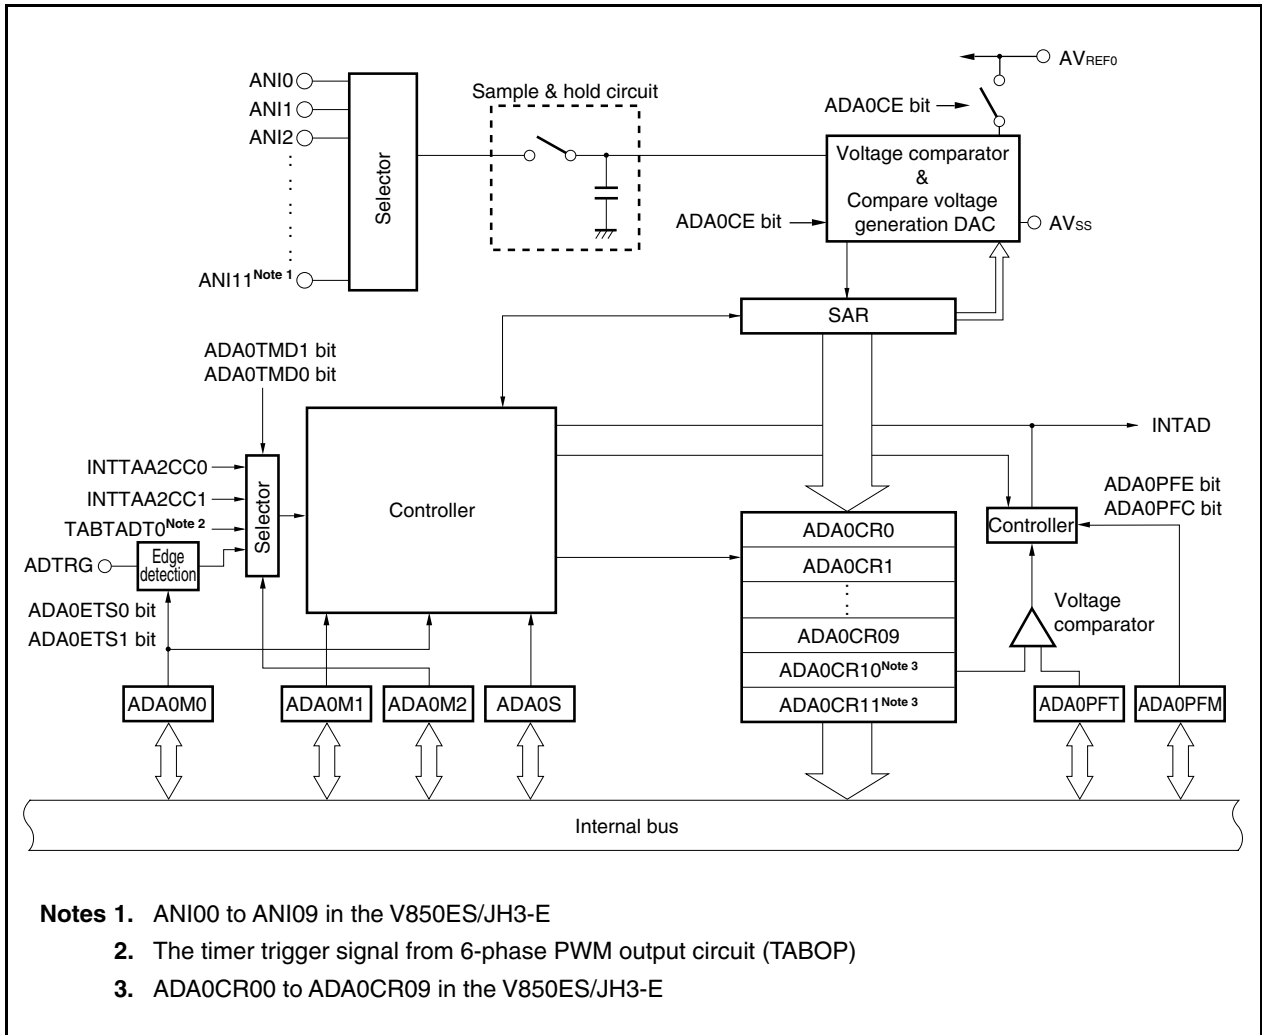 ANI0
ANI1
ANI2
ANI11Note 1
Selector
Sample & hold circuit
ADA0CE bit
AVREF0
Voltage comparator
&
Compare voltage
generation DAC
ADA0CE bit
AVSS
SAR
ADA0TMD1 bit
ADA0TMD0 bit
INTTAA2CC0
INTTAA2CC1
TABTADT0Note 2
ADTRG
Edge
detection
Selector
ADA0ETS0 bit
ADA0ETS1 bit
Controller
INTAD
ADA0PFE bit
ADA0PFC bit
Controller
Voltage
comparator
ADA0CR0
ADA0CR1
ADA0CR09
ADA0CR10Note 3
ADA0CR11Note 3
ADA0M0
ADA0M1
ADA0M2
ADA0S
ADA0PFT
ADA0PFM
Internal bus
Notes 1. ANI00 to ANI09 in the V850ES/JH3-E
2. The timer trigger signal from 6-phase PWM output circuit (TABOP)
3. ADA0CR00 to ADA0CR09 in the V850ES/JH3-E